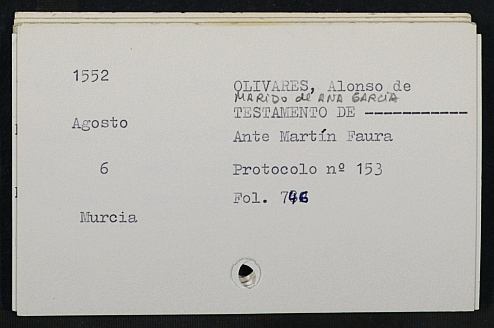 1552
OLIVARES, Alonso de
MARIDO de ANA GARCIA
TESTAMENTO DE -----------
Agosto
Ante Martín Faura
6
Protocolo nº 153
Fol.
Murcia